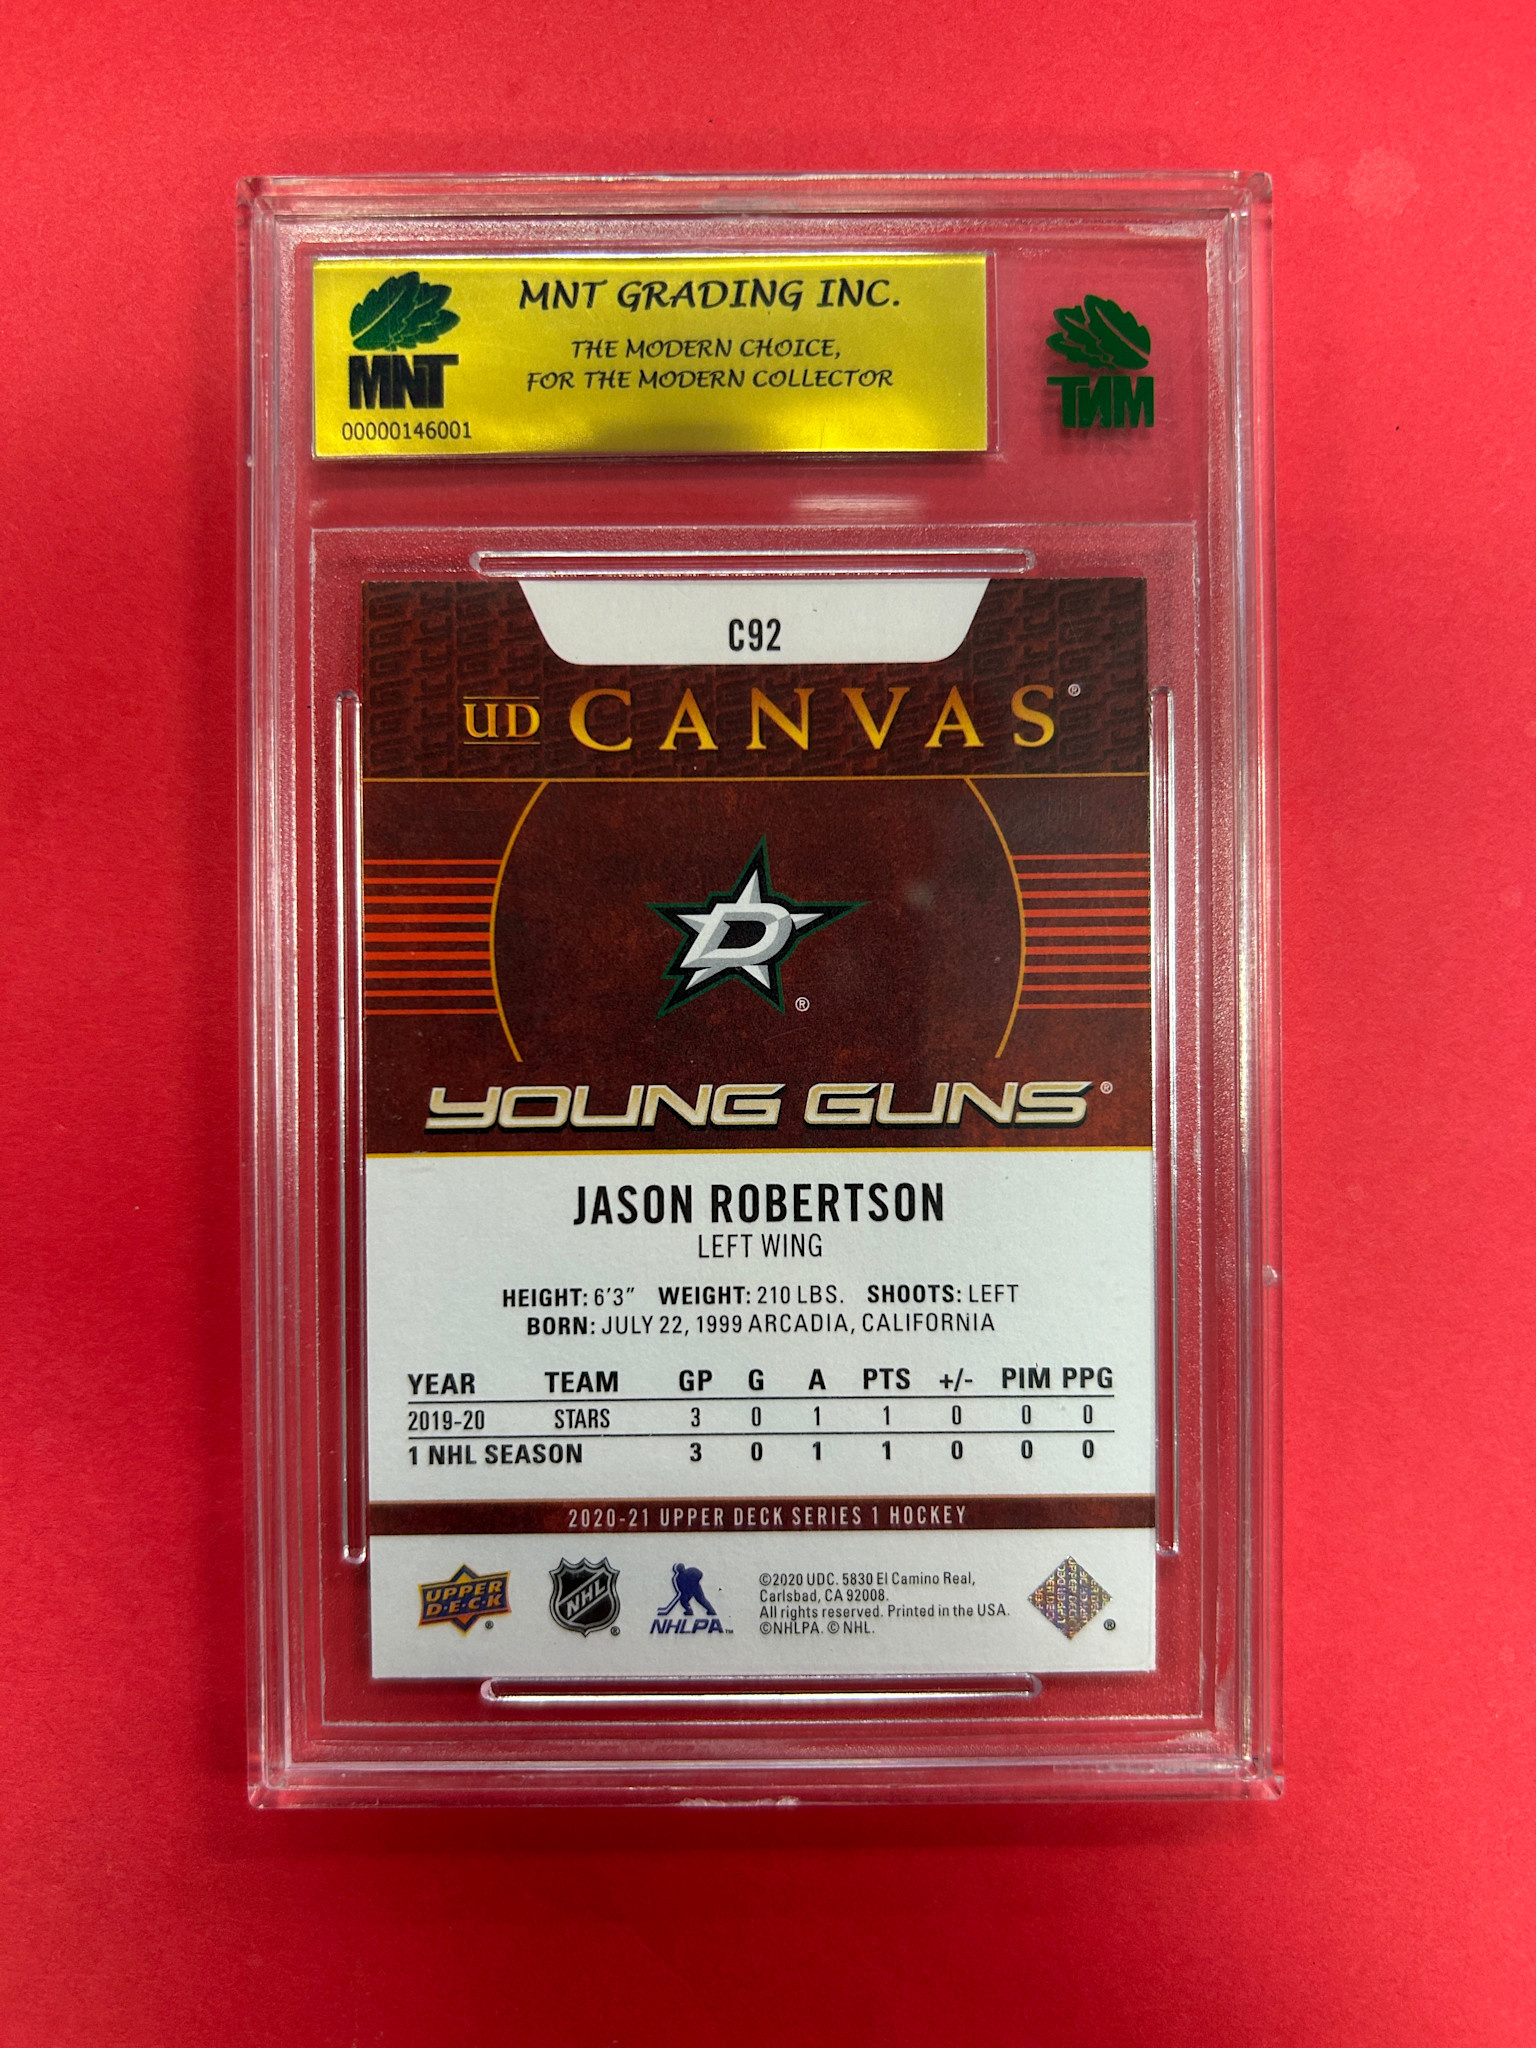 MNT GRADING INC.
THE MODERN CHOICE,
FOR THE MODERN COLLECTOR
MNT
00000146001
MNT
C92
UD CANVAS®
D
®
YOUNG GUNS®
JASON ROBERTSON
LEFT WING
HEIGHT: 6'3" WEIGHT: 210 LBS. SHOOTS: LEFT
BORN: JULY 22, 1999 ARCADIA, CALIFORNIA
YEAR TEAM GP G A PTS +/- PIM PPG
2019-20 STARS 3 0 1 1 0 0 0
1 NHL SEASON 3 0 1 1 0 0 0
2020-21 UPPER DECK SERIES 1 HOCKEY
UPPER
D·E·C·K
®
NHL
®
NHLPA™
©2020 UDC. 5830 El Camino Real,
Carlsbad, CA 92008.
All rights reserved. Printed in the USA.
©NHLPA. © NHL.
®